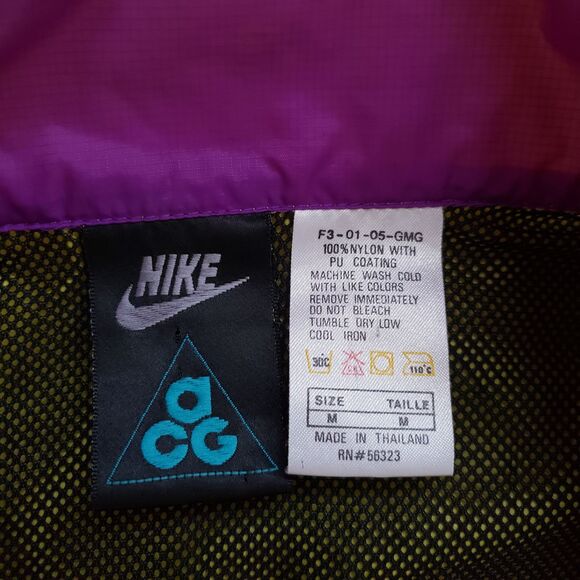 NIKE
aCG
F3-01-05-GMG
100%NYLON WITH
PU COATING
MACHINE WASH COLD
WITH LIKE COLORS
REMOVE IMMEDIATELY
DO NOT BLEACH
TUMBLE DRY LOW
COOL IRON
30°C 110°C
SIZE TAILLE
M M
MADE IN THAILAND
RN#56323